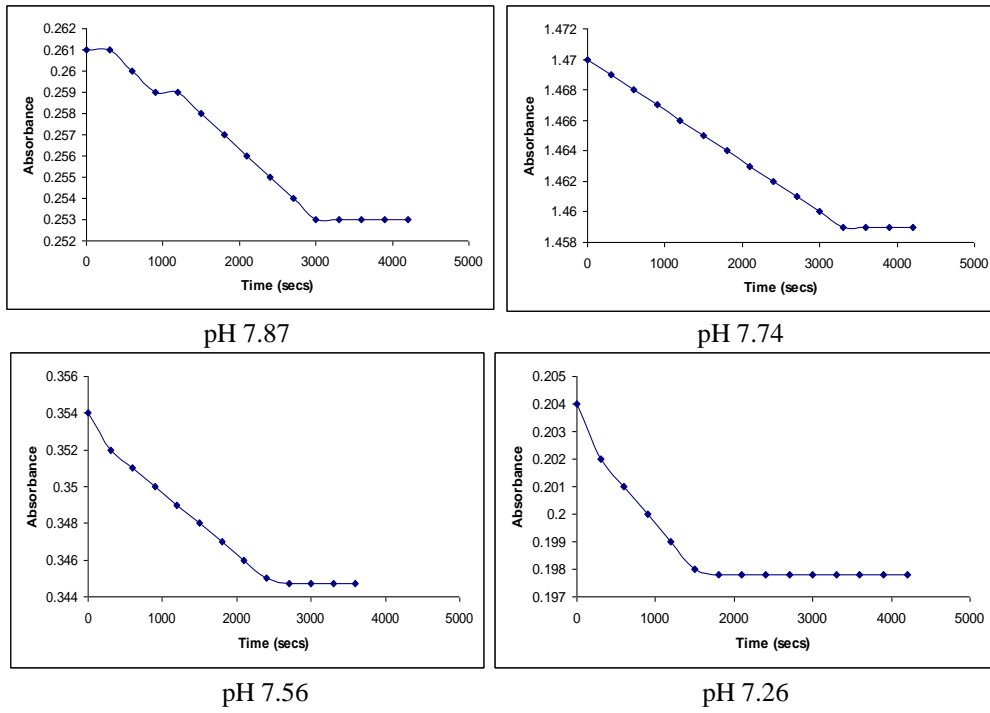 0.262
0.261
0.26
0.259
0.258
0.257
0.256
0.255
0.254
0.253
0.252
Absorbance
0 1000 2000 3000 4000 5000
Time (secs)
pH 7.87
1.472
1.47
1.468
1.466
1.464
1.462
1.46
1.458
Absorbance
0 1000 2000 3000 4000 5000
Time (secs)
pH 7.74
0.356
0.354
0.352
0.35
0.348
0.346
0.344
Absorbance
0 1000 2000 3000 4000 5000
Time (secs)
pH 7.56
0.205
0.204
0.203
0.202
0.201
0.2
0.199
0.198
0.197
Absorbance
0 1000 2000 3000 4000 5000
Time (secs)
pH 7.26